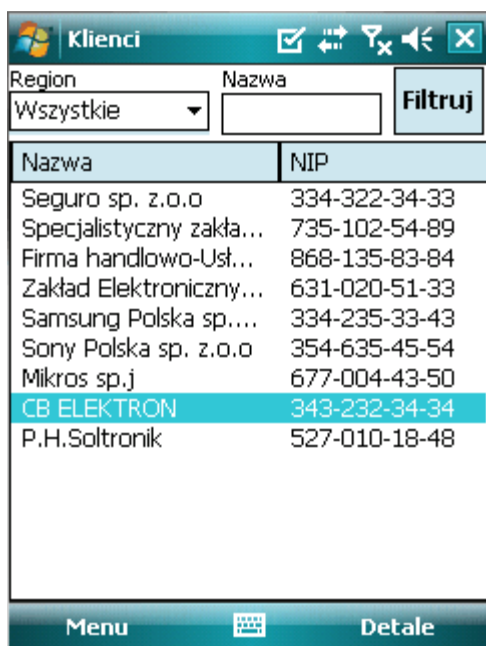 Klienci
Region Nazwa
Wszystkie Filtruj
Nazwa NIP
Seguro sp. z.o.o 334-322-34-33
Specjalistyczny zakła... 735-102-54-89
Firma handlowo-Usł... 868-135-83-84
Zakład Elektroniczny... 631-020-51-33
Samsung Polska sp.... 334-235-33-43
Sony Polska sp. z.o.o 354-635-45-54
Mikros sp.j 677-004-43-50
CB ELEKTRON 343-232-34-34
P.H.Soltronik 527-010-18-48
Menu Detale